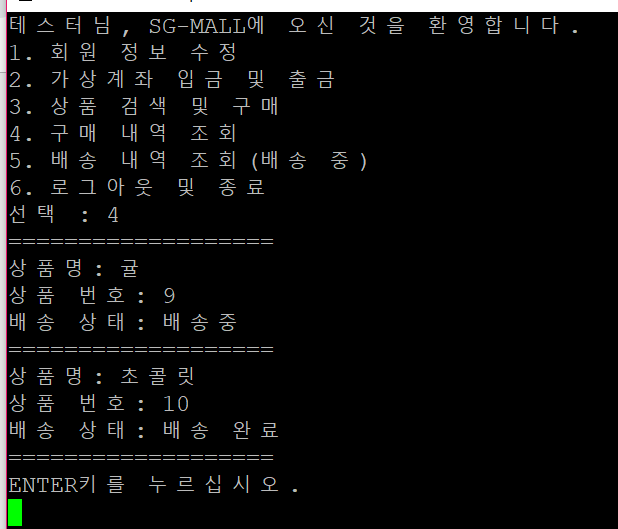 테스터님, SG-MALL에 오신 것을 환영합니다.
1. 회원 정보 수정
2. 가상계좌 입금 및 출금
3. 상품 검색 및 구매
4. 구매 내역 조회
5. 배송 내역 조회(배송 중)
6. 로그아웃 및 종료
선택 : 4
===================
상품명: 귤
상품 번호: 9
배송 상태: 배송중
===================
상품명: 초콜릿
상품 번호: 10
배송 상태: 배송 완료
===================
ENTER키를 누르십시오.